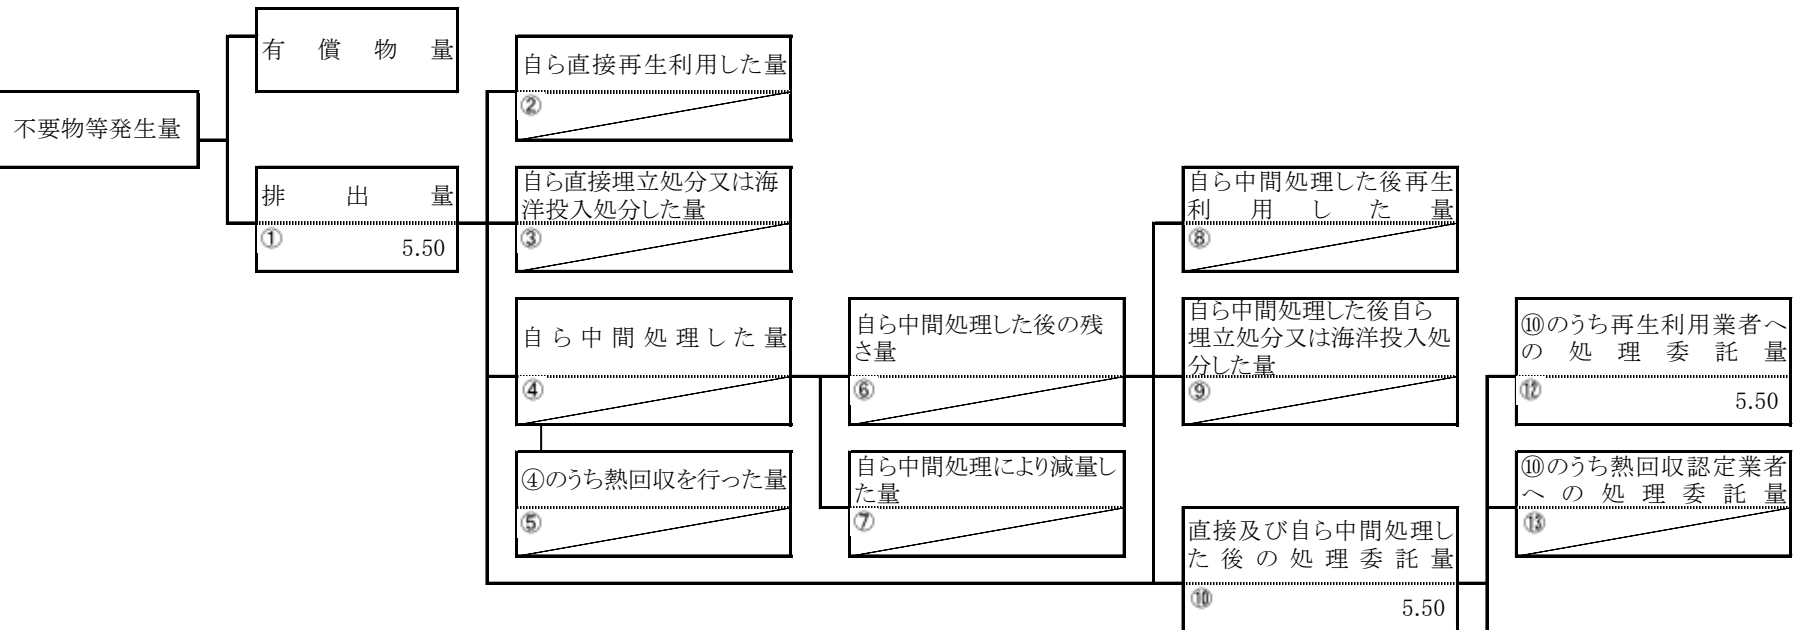 有償物量
不要物等発生量
排出量
①
5.50
自ら直接再生利用した量
②
自ら直接埋立処分又は海
洋投入処分した量
③
自ら中間処理した量
④
④のうち熱回収を行った量
⑤
自ら中間処理した後の残
さ量
⑥
自ら中間処理により減量し
た量
⑦
自ら中間処理した後再生
利用した量
⑧
自ら中間処理した後自ら
埋立処分又は海洋投入処
分した量
⑨
直接及び自ら中間処理し
た後の処理委託量
⑩
5.50
⑩のうち再生利用業者へ
の処理委託量
⑫
5.50
⑩のうち熱回収認定業者
への処理委託量
⑬